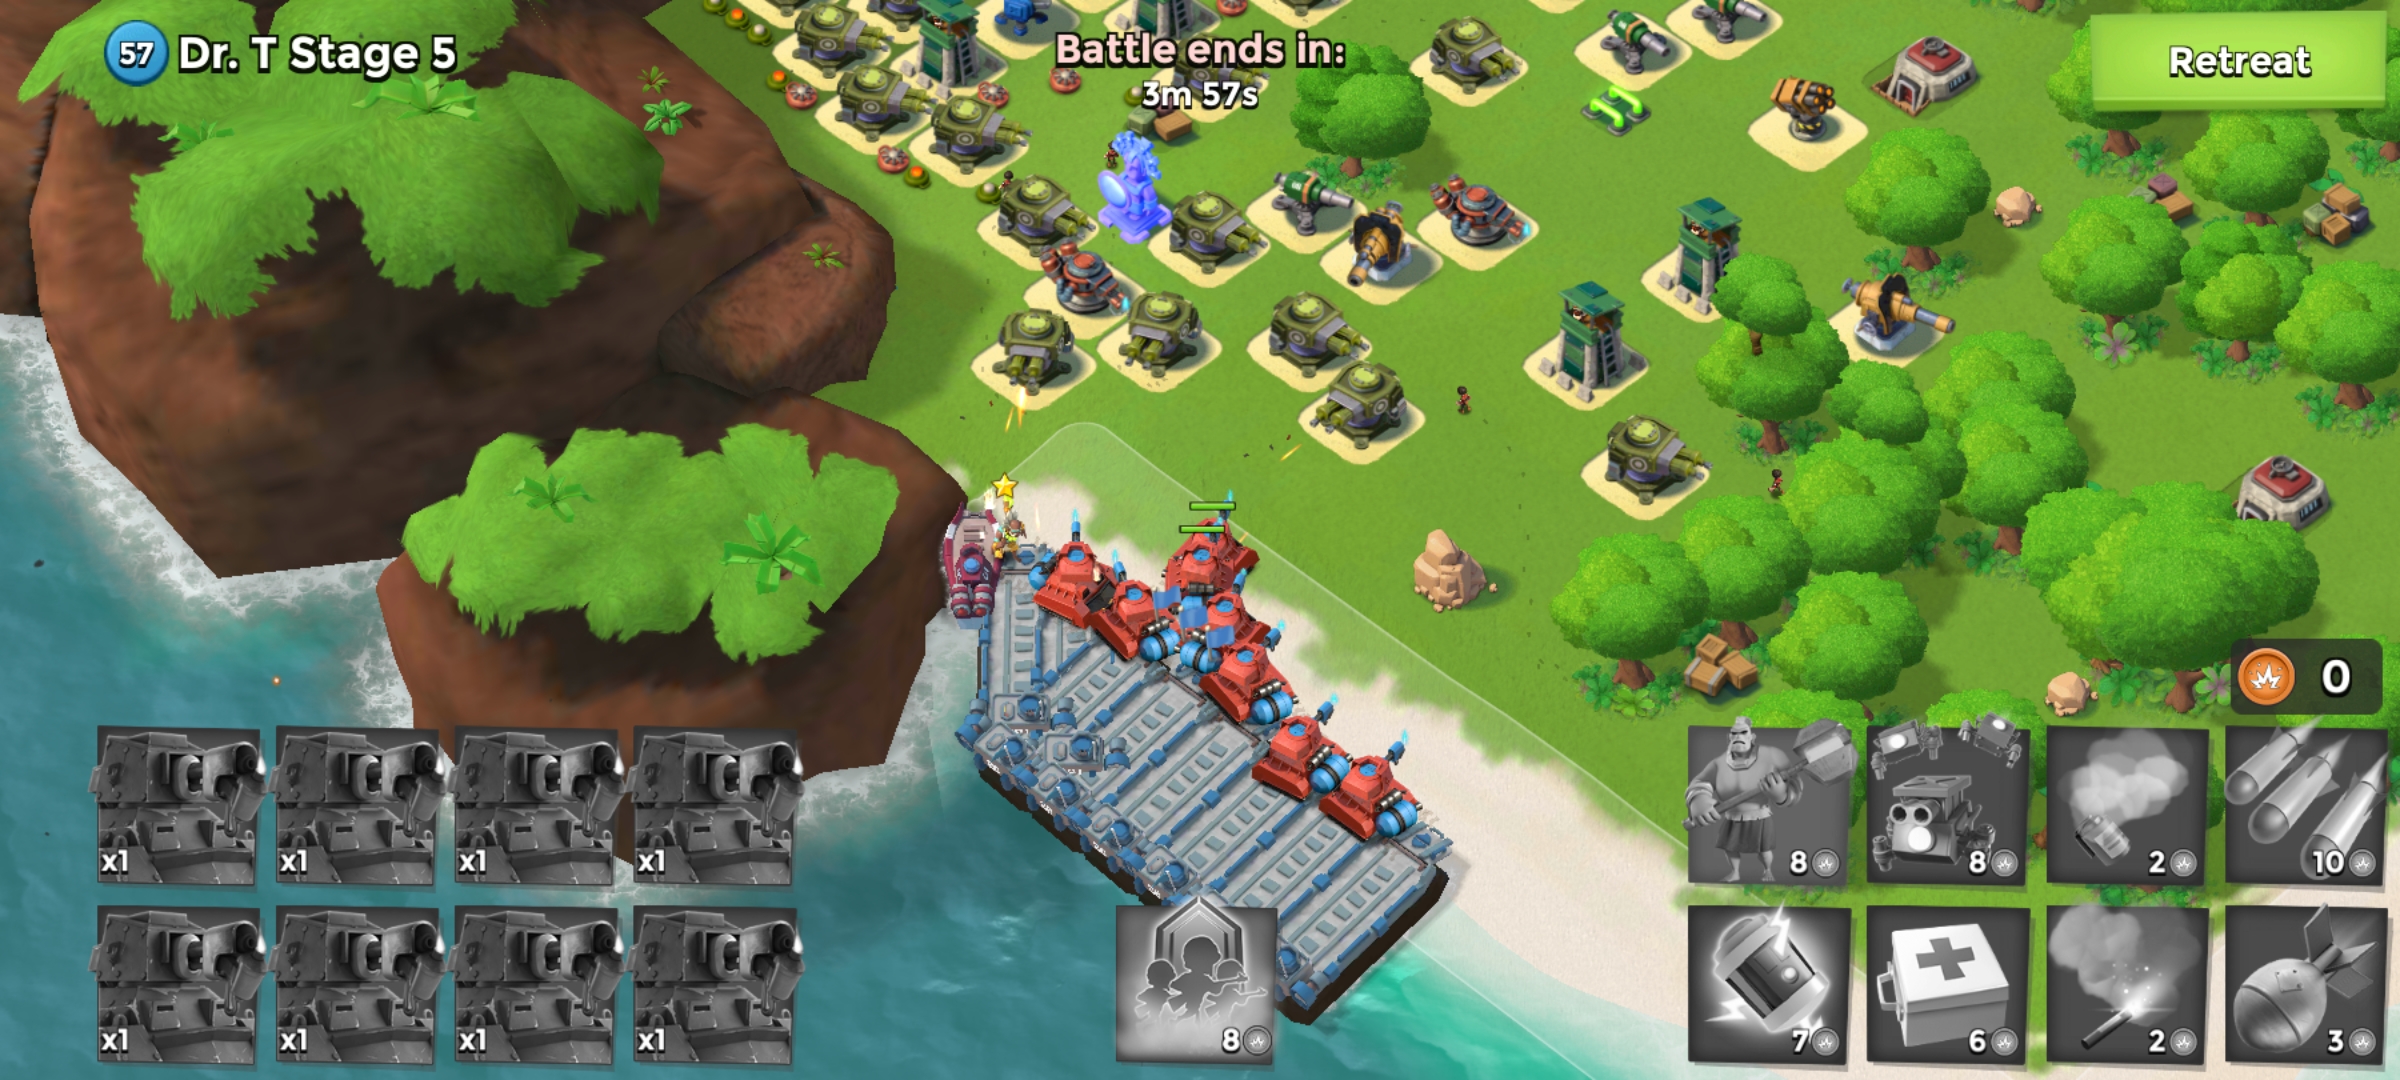 57 Dr. T Stage 5
Battle ends in:
3m 57s
Retreat
0
x1 x1 x1 x1
8 8 2 10
x1 x1 x1 x1
8
7 6 2 3